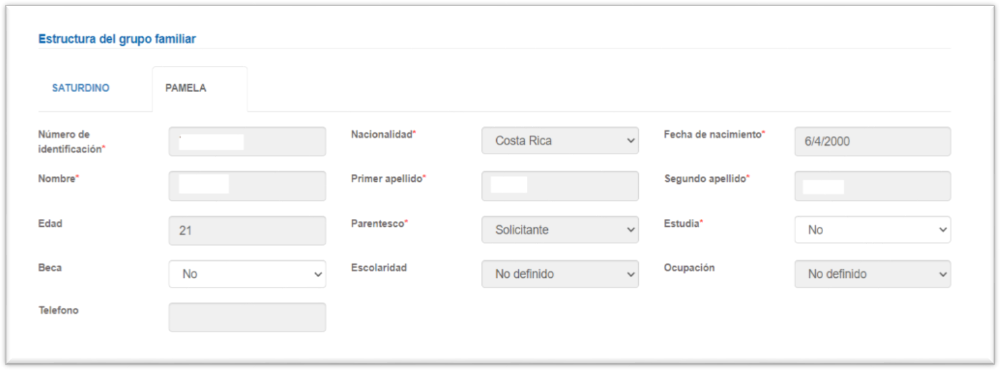 Estructura del grupo familiar
SATURDINO PAMELA
Número de identificación* Nacionalidad* Costa Rica Fecha de nacimiento* 6/4/2000
Nombre* Primer apellido* Segundo apellido*
Edad 21 Parentesco* Solicitante Estudia* No
Beca No Escolaridad No definido Ocupación No definido
Telefono